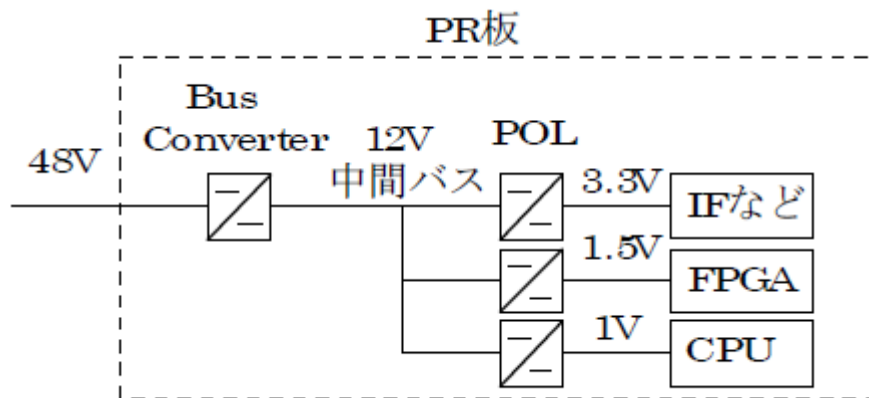 PR板
Bus
Converter
12V
POL
48V
中間バス
3.3V
IFなど
1.5V
FPGA
1V
CPU